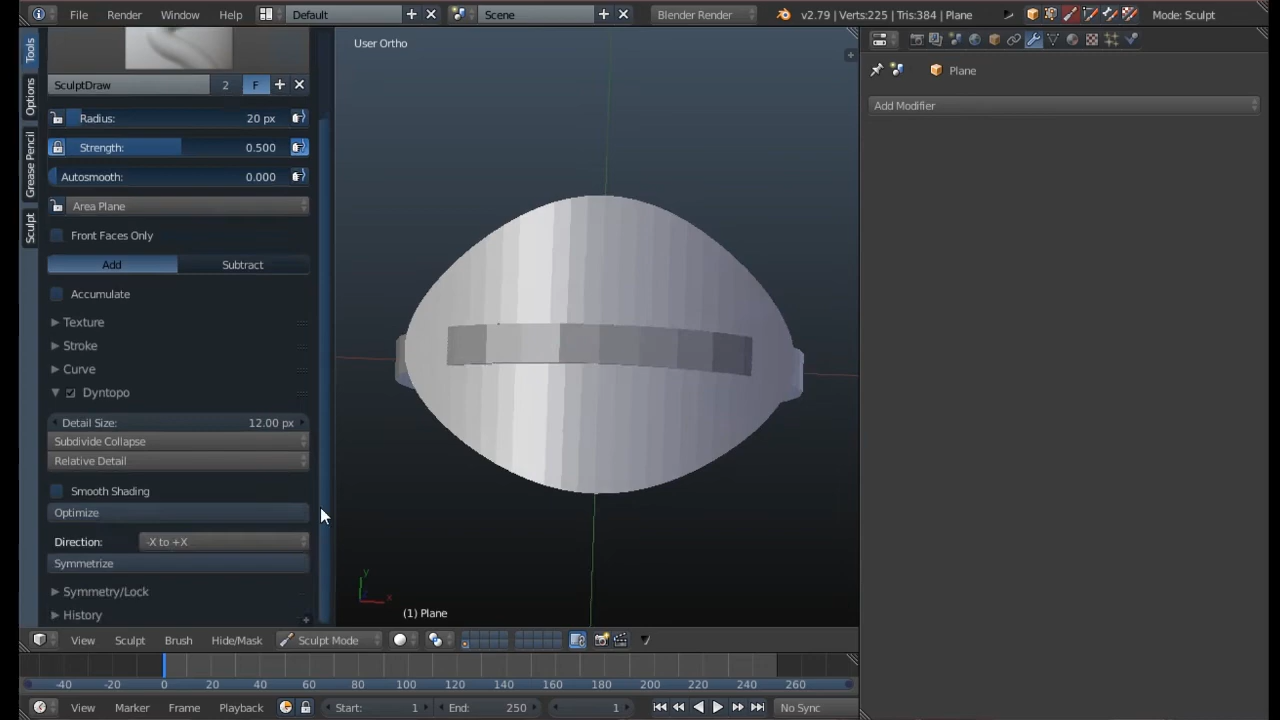 File Render Window Help Default Scene Blender Render v2.79 | Verts:225 | Tris:384 | Plane Mode: Sculpt
Tools
Options
Grease Pencil
Sculpt
SculptDraw 2 F
Radius: 20 px
Strength: 0.500
Autosmooth: 0.000
Area Plane
Front Faces Only
Add Subtract
Accumulate
Texture
Stroke
Curve
Dyntopo
Detail Size: 12.00 px
Subdivide Collapse
Relative Detail
Smooth Shading
Optimize
Direction: -X to +X
Symmetrize
Symmetry/Lock
History
User Ortho
y
x
(1) Plane
Plane
Add Modifier
View Sculpt Brush Hide/Mask Sculpt Mode
-40 -20 0 20 40 60 80 100 120 140 160 180 200 220 240 260
View Marker Frame Playback Start: 1 End: 250 1 No Sync